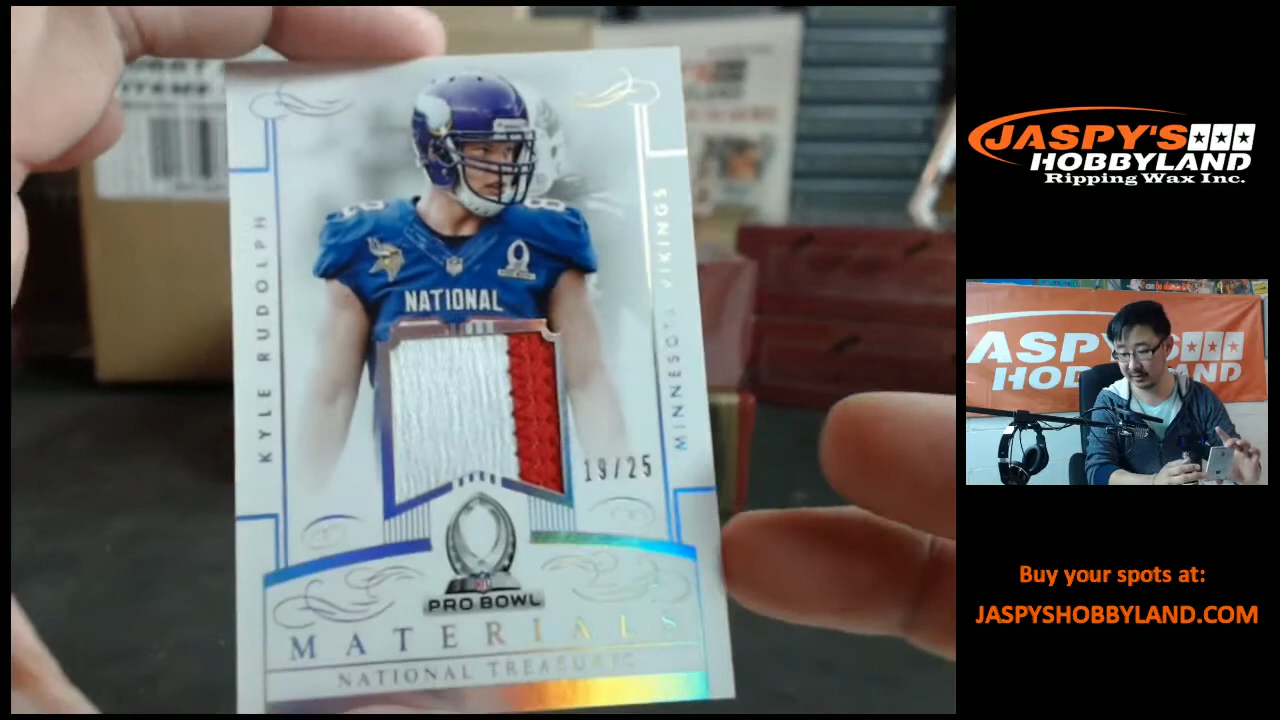 KYLE RUDOLPH
NATIONAL
MINNESOTA VIKINGS
19/25
PRO BOWL
MATERIALS
NATIONAL TREASURES
JASPY'S
HOBBYLAND
Ripping Wax Inc.
ASPY'S
HOB LAND
Buy your spots at:
JASPYSHOBBYLAND.COM